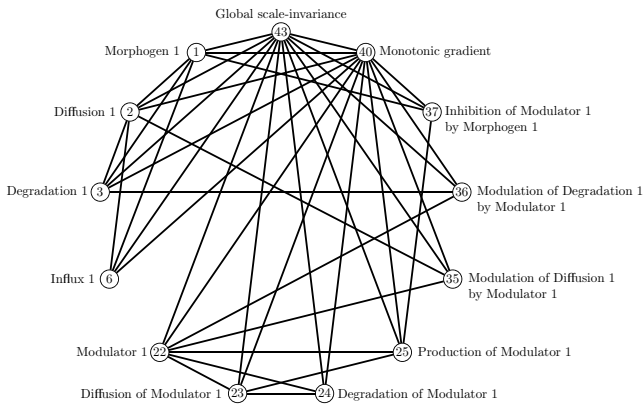 Global scale-invariance
43
Morphogen 1
1
40
Monotonic gradient
Diffusion 1
2
37
Inhibition of Modulator 1
by Morphogen 1
Degradation 1
3
36
Modulation of Degradation 1
by Modulator 1
Influx 1
6
35
Modulation of Diffusion 1
by Modulator 1
Modulator 1
22
25
Production of Modulator 1
Diffusion of Modulator 1
23
24
Degradation of Modulator 1